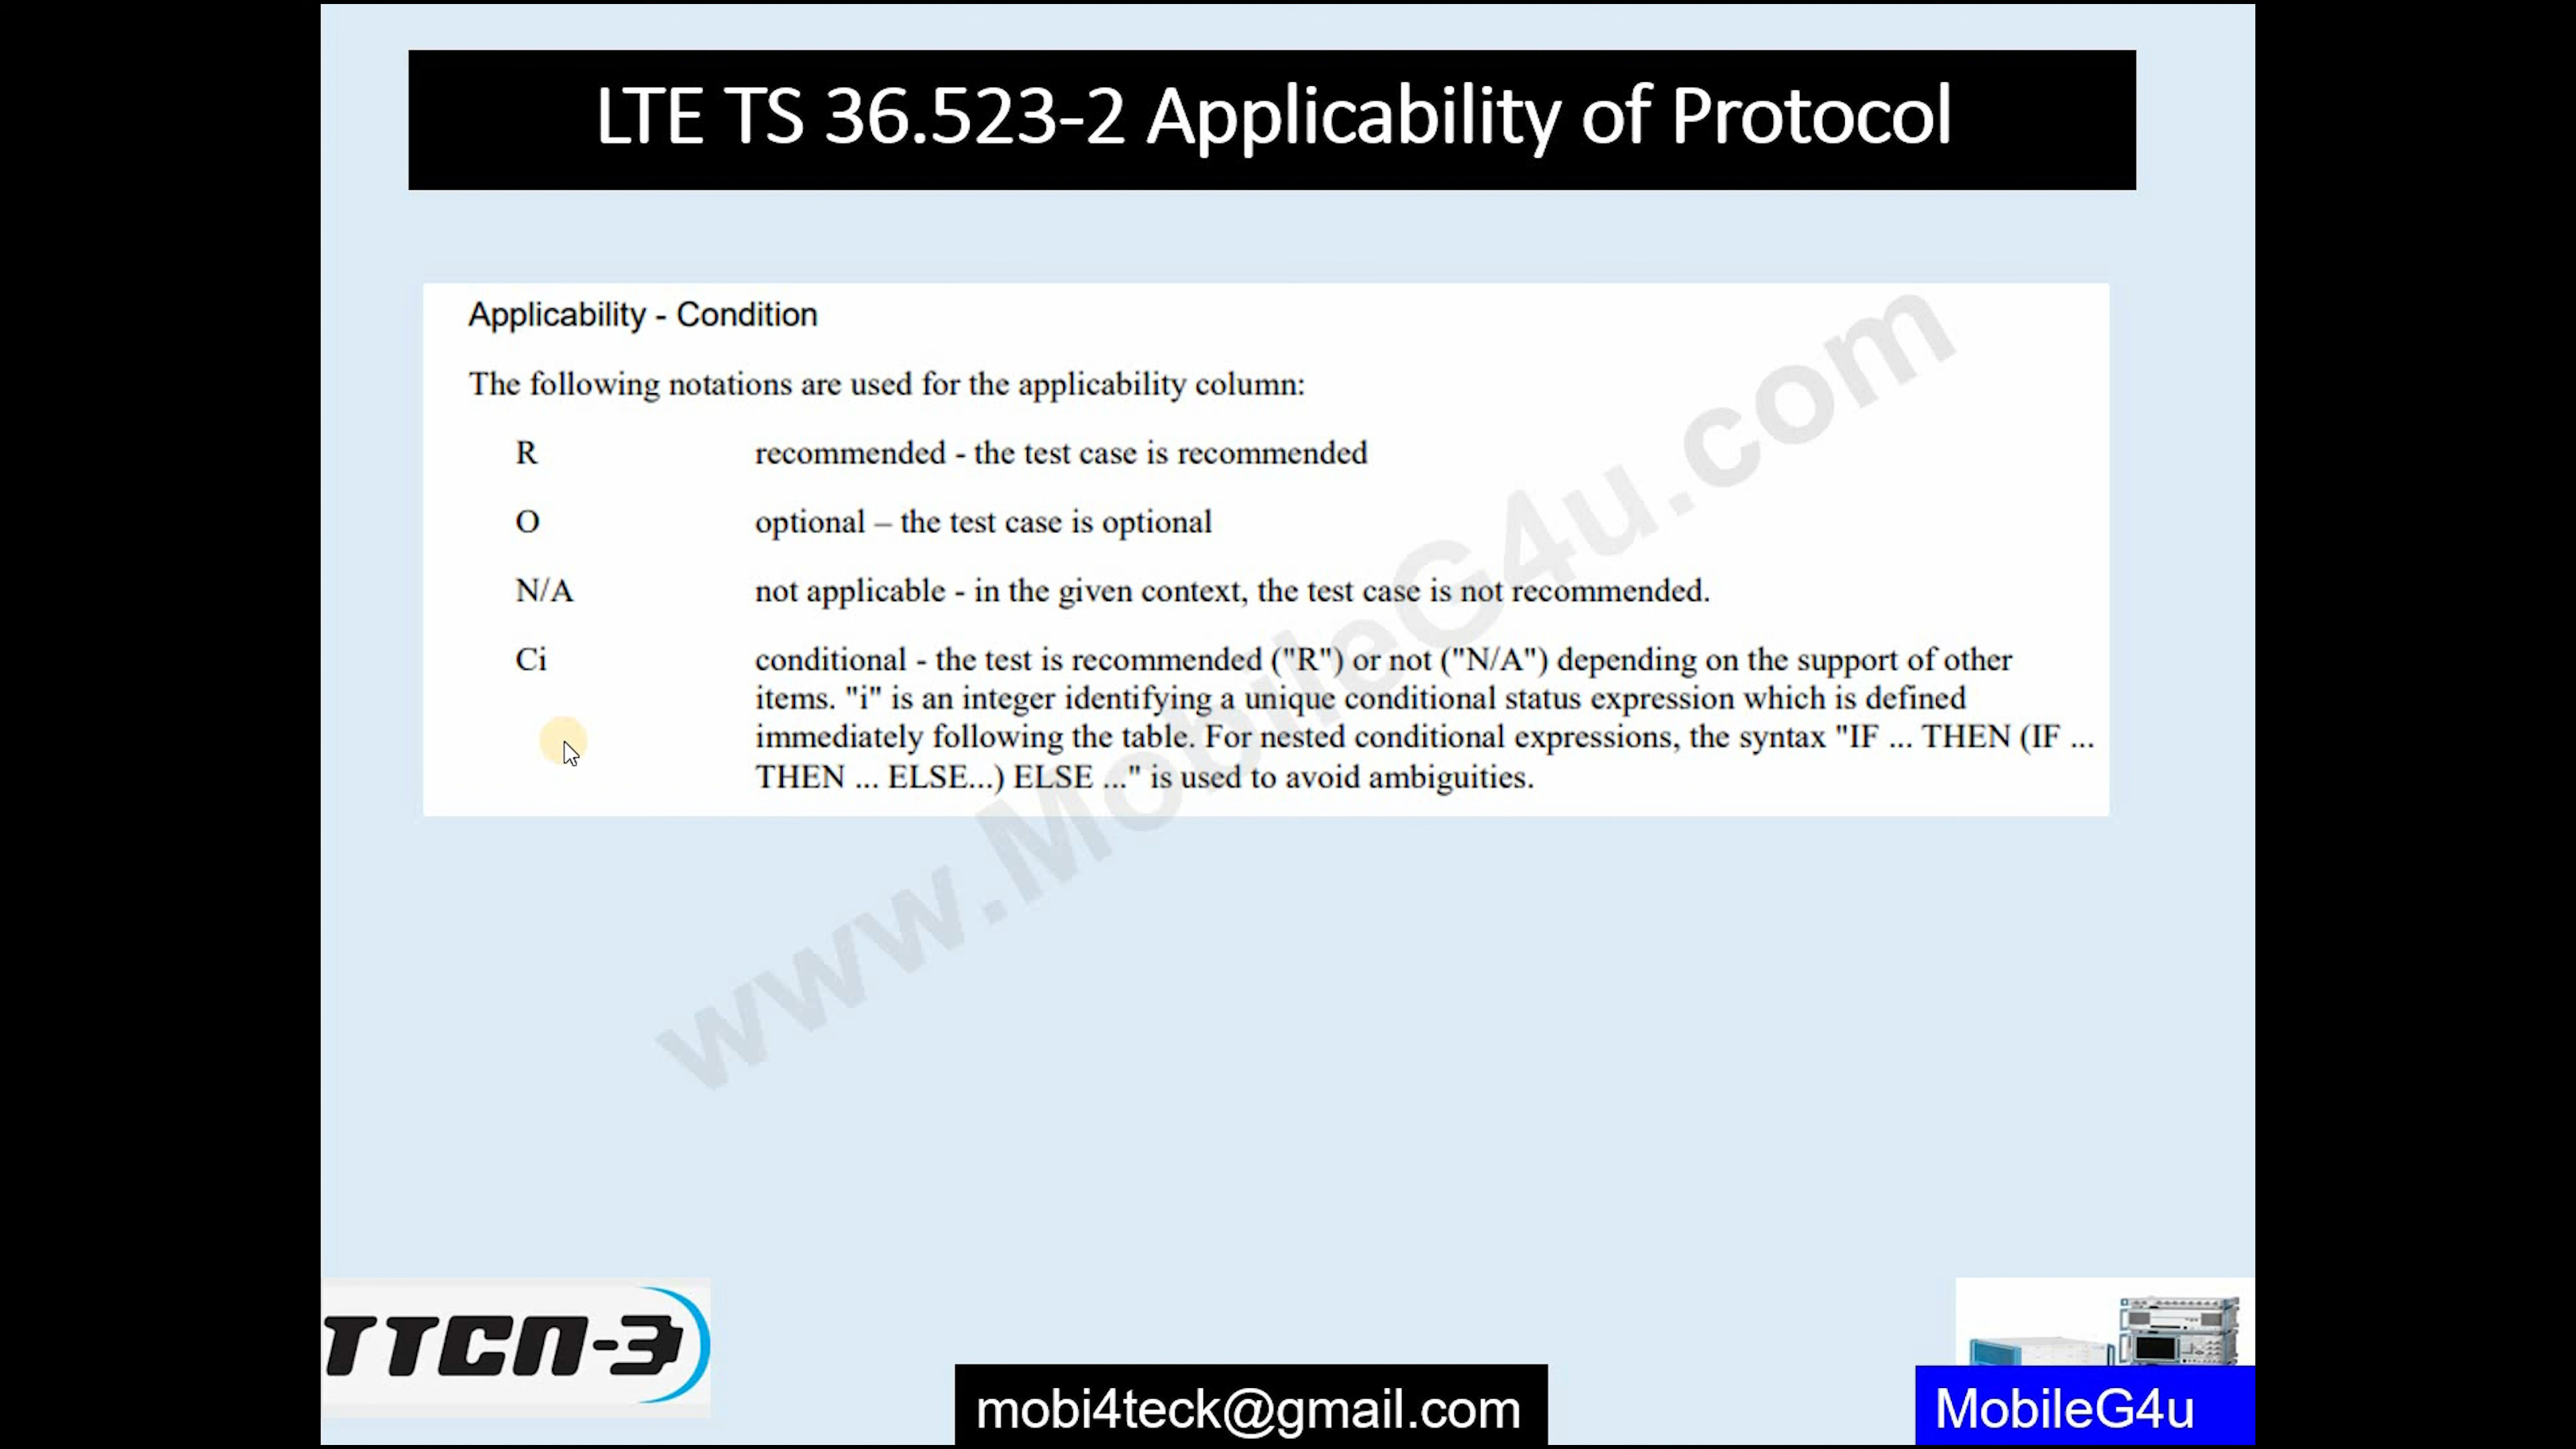 LTE TS 36.523-2 Applicability of Protocol
Applicability - Condition
The following notations are used for the applicability column:
R recommended - the test case is recommended
O optional – the test case is optional
N/A not applicable - in the given context, the test case is not recommended.
Ci conditional - the test is recommended ("R") or not ("N/A") depending on the support of other
items. "i" is an integer identifying a unique conditional status expression which is defined
immediately following the table. For nested conditional expressions, the syntax "IF ... THEN (IF ...
THEN ... ELSE...) ELSE ..." is used to avoid ambiguities.
www.MobileG4u.com
TTCN-3
mobi4teck@gmail.com
MobileG4u